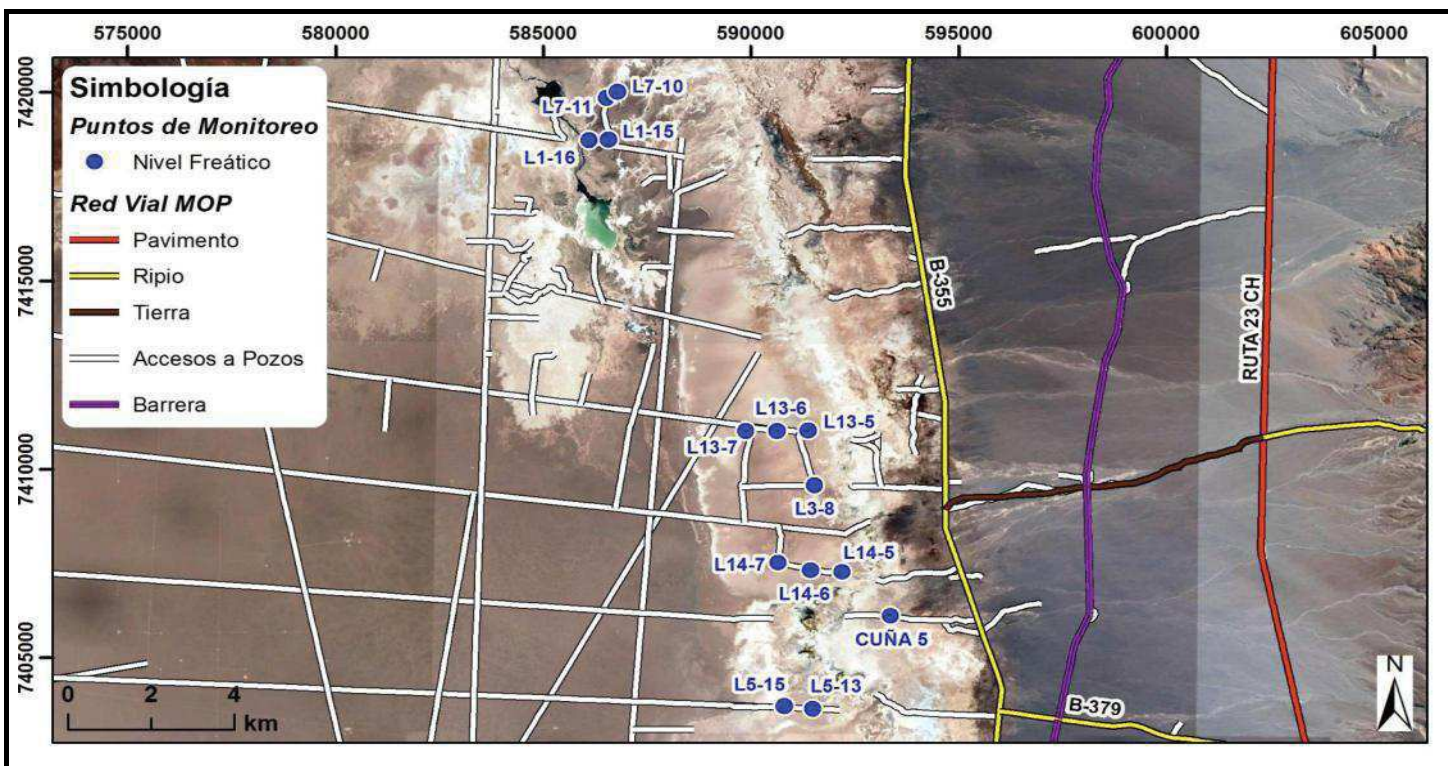 575000 580000 585000 590000 595000 6000000 6050000
7420000
7415000
7410000
7405000
Simbología
Puntos de Monitoreo
Nivel Freático
Red Vial MOP
Pavimento
Ripio
Tierra
Accesos a Pozos
Barrera
L7-10
L7-11
L1-15
L1-16
B-355
RUTA 23 CH
L13-6
L13-5
L13-7
L3-8
L14-7
L14-5
L14-6
CUÑA 5
L5-15
L5-13
B-379
0 2 4
km
N